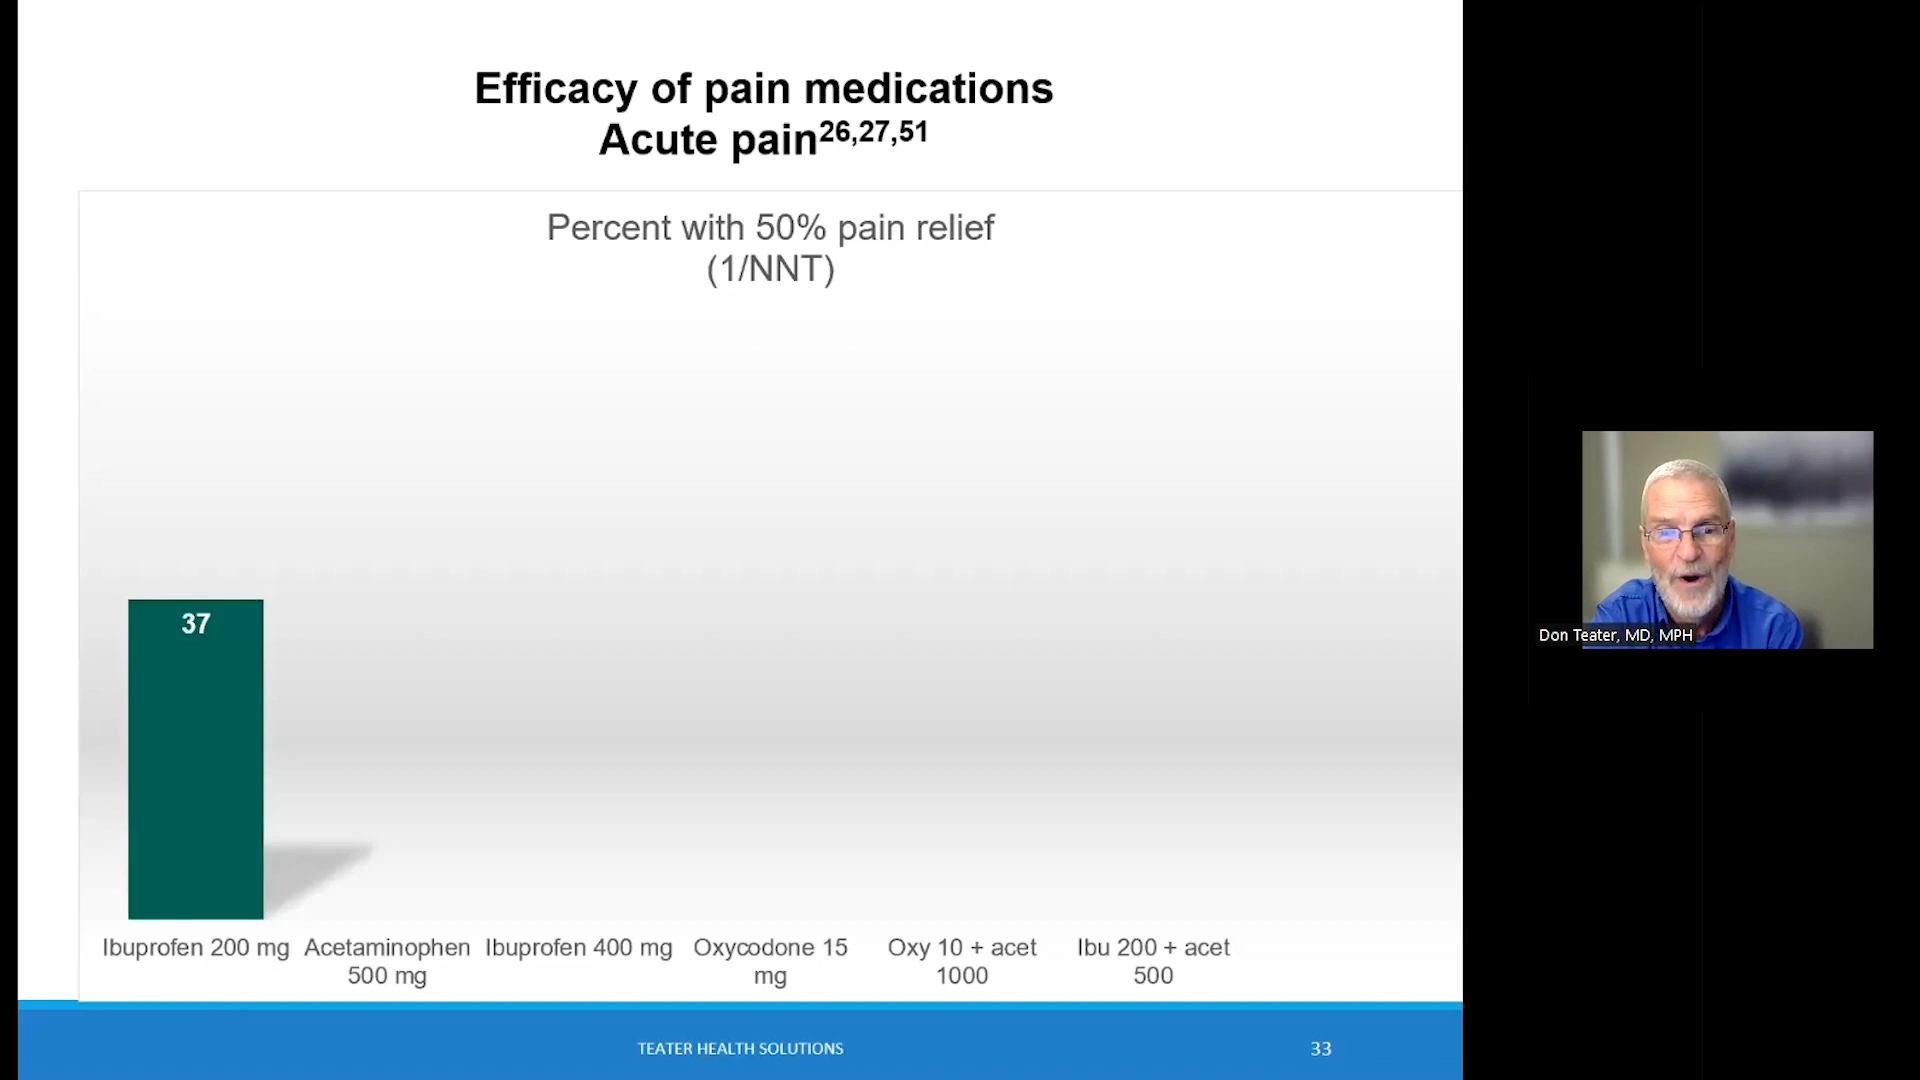 Efficacy of pain medications
Acute pain26,27,51
Percent with 50% pain relief
(1/NNT)
37
Ibuprofen 200 mg
Acetaminophen
500 mg
Ibuprofen 400 mg
Oxycodone 15
mg
Oxy 10 + acet
1000
Ibu 200 + acet
500
TEATER HEALTH SOLUTIONS
33
Don Teater, MD, MPH